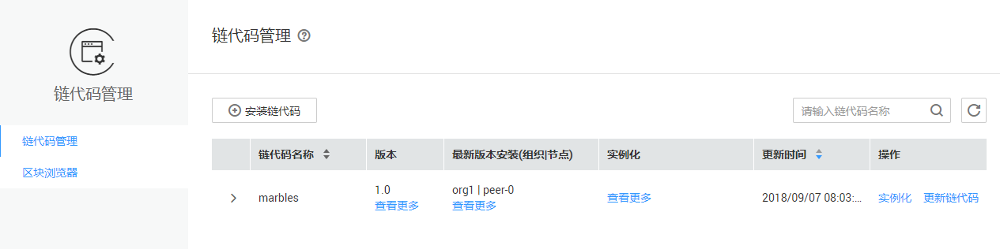 链代码管理
链代码管理
区块浏览器
链代码管理
安装链代码
请输入链代码名称
链代码名称 版本 最新版本安装(组织|节点) 实例化 更新时间 操作
marbles 1.0 org1 | peer-0 查看更多 2018/09/07 08:03:... 实例化 更新链代码
查看更多 查看更多